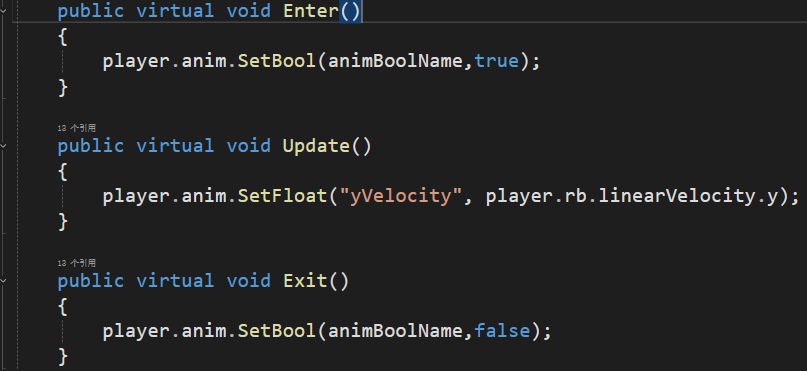 public virtual void Enter()
{
player.anim.SetBool(animBoolName,true);
}
13 个引用
public virtual void Update()
{
player.anim.SetFloat("yVelocity", player.rb.linearVelocity.y);
}
13 个引用
public virtual void Exit()
{
player.anim.SetBool(animBoolName,false);
}